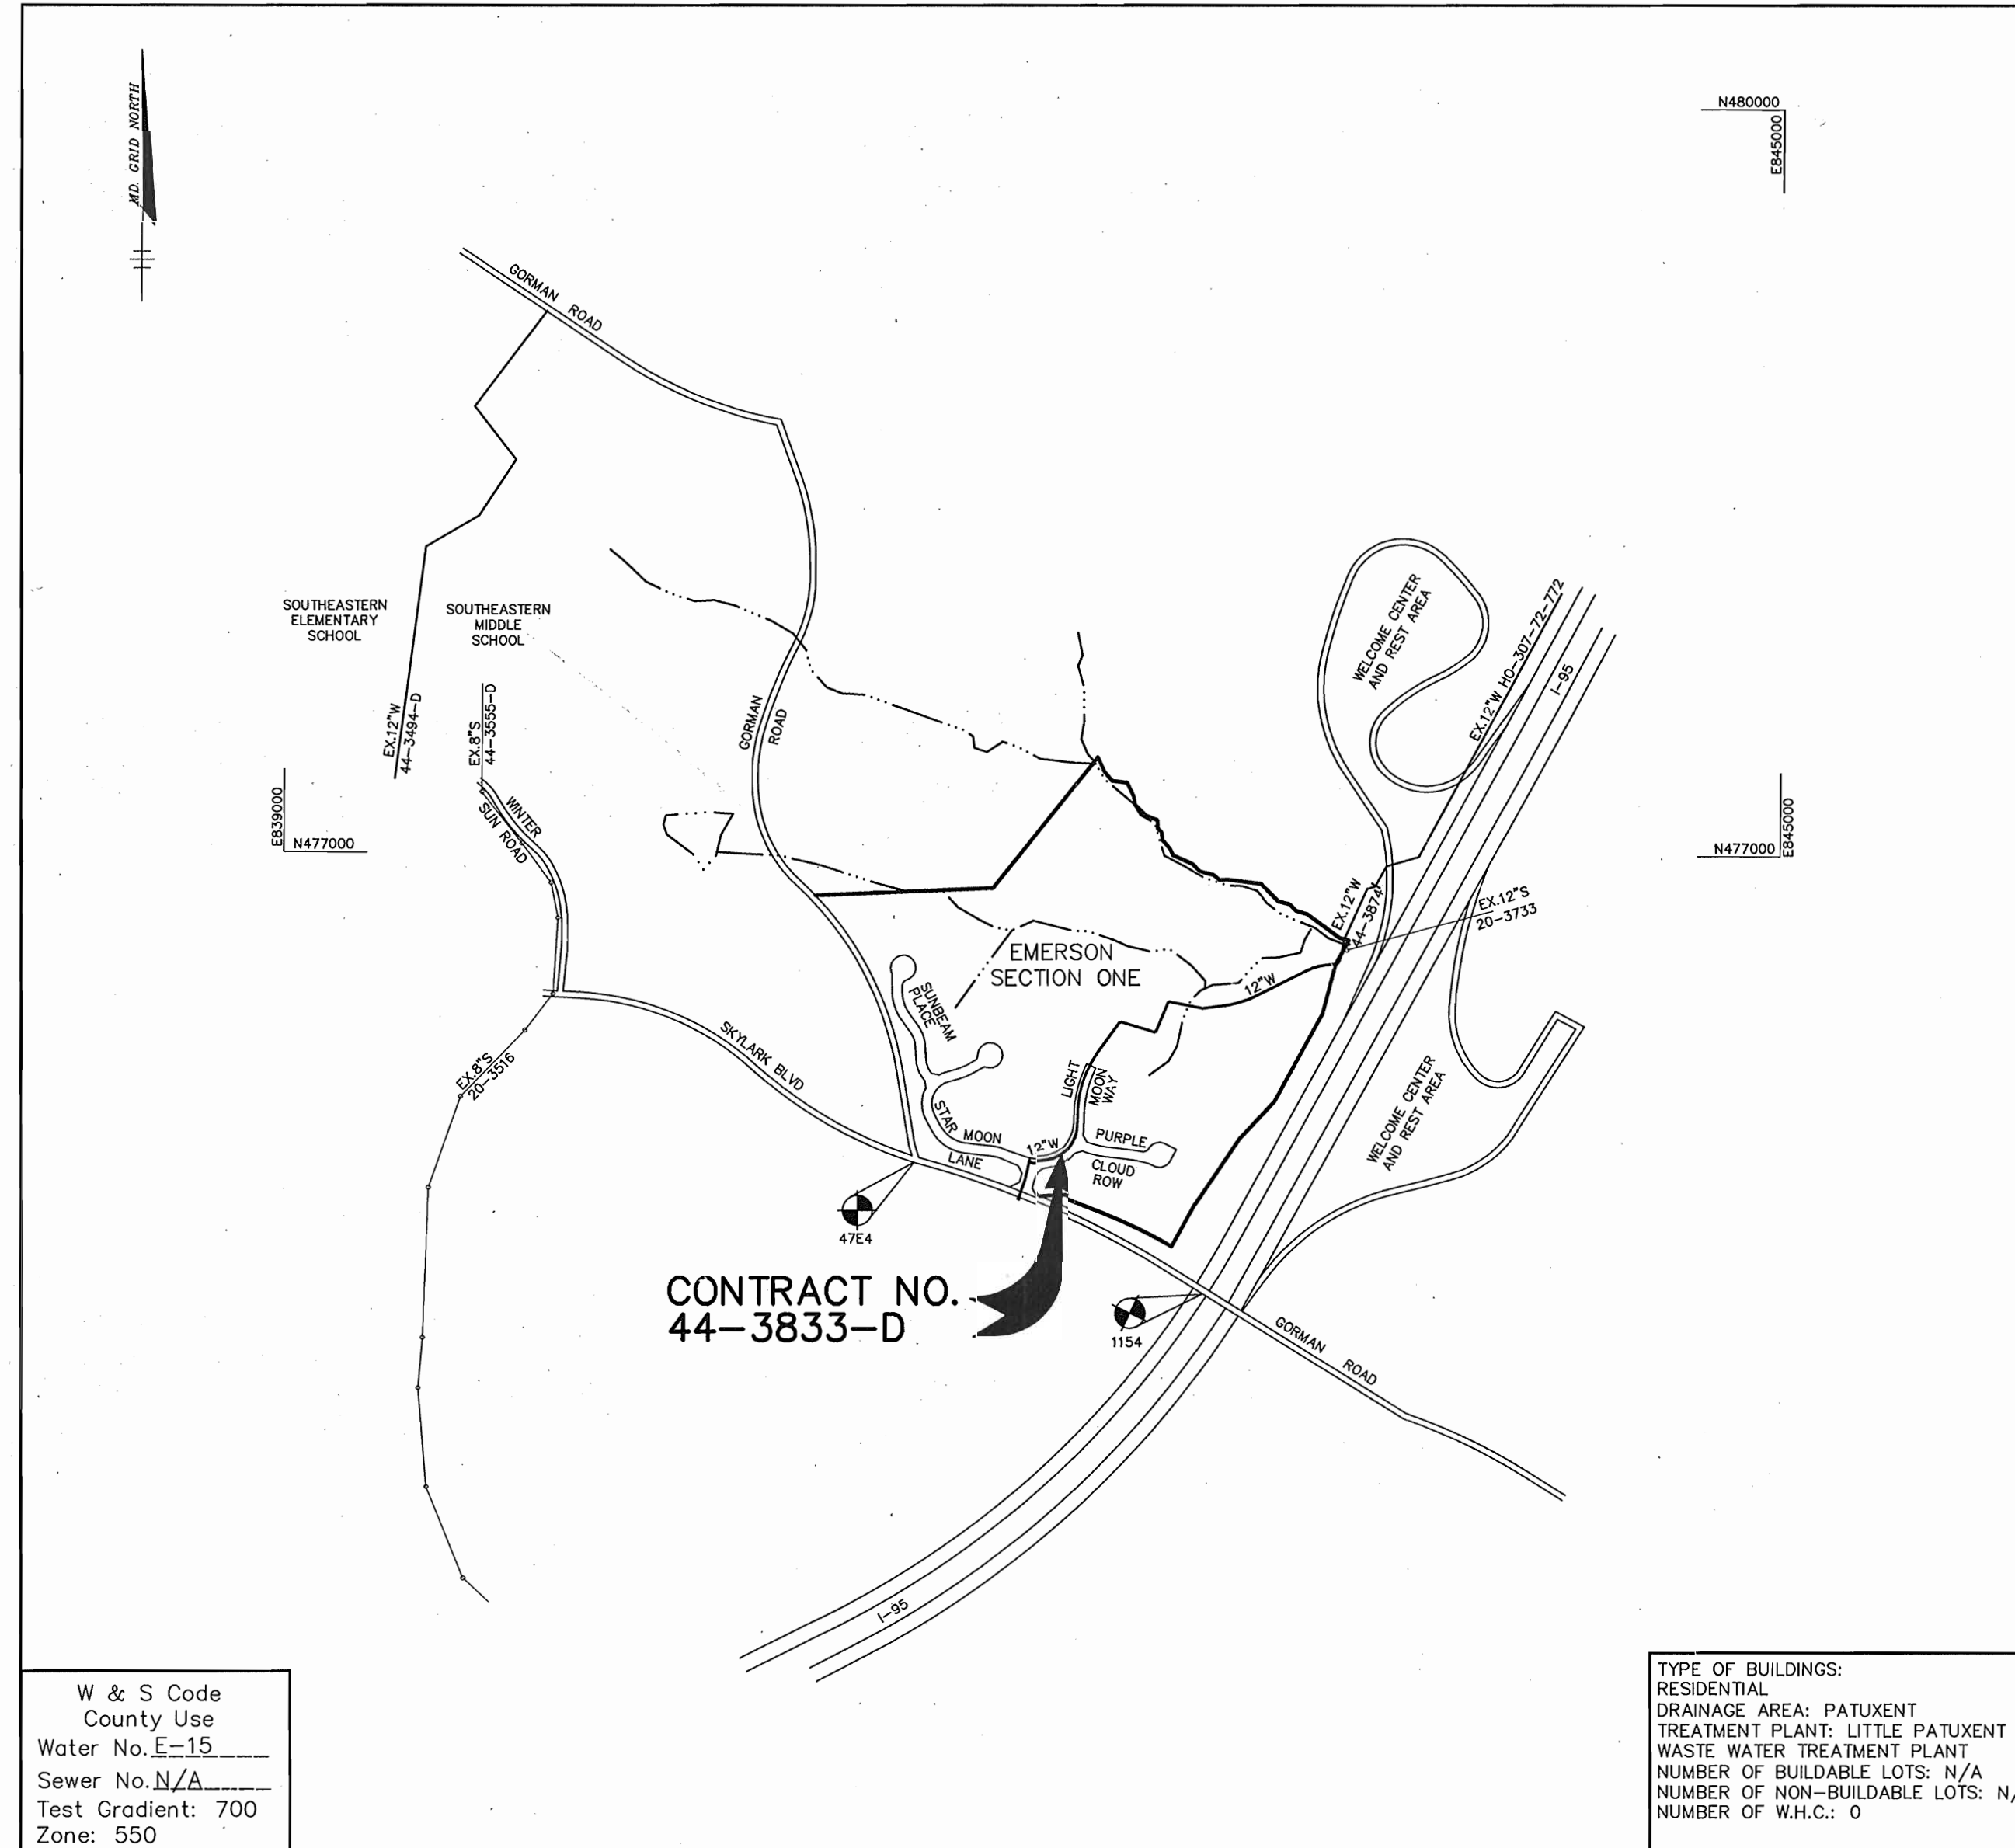 MD. GRID NORTH
N480000
E845000
GORMAN ROAD
SOUTHEASTERN
ELEMENTARY
SCHOOL
SOUTHEASTERN
MIDDLE
SCHOOL
EX.12"W
44-3494-D
EX.8"S
44-3555-D
GORMAN
ROAD
WELCOME CENTER
AND REST AREA
EX.12"W HO-307-72-772
I-95
E839000
N477000
WINTER
SUN ROAD
N477000
E845000
EX.12"W
44-3874
EX.12"S
20-3733
EMERSON
SECTION ONE
12"W
SUNBEAM
PLACE
SKYLARK BLVD
EX.8"S
20-3516
LIGHT
MOON
WAY
STAR
MOON
LANE
12"W
PURPLE
CLOUD
ROW
WELCOME CENTER
AND REST AREA
47E4
CONTRACT NO.
44-3833-D
1154
GORMAN ROAD
I-95
W & S Code
County Use
Water No. E-15
Sewer No. N/A
Test Gradient: 700
Zone: 550
TYPE OF BUILDINGS:
RESIDENTIAL
DRAINAGE AREA: PATUXENT
TREATMENT PLANT: LITTLE PATUXENT
WASTE WATER TREATMENT PLANT
NUMBER OF BUILDABLE LOTS: N/A
NUMBER OF NON-BUILDABLE LOTS: N/
NUMBER OF W.H.C.: 0